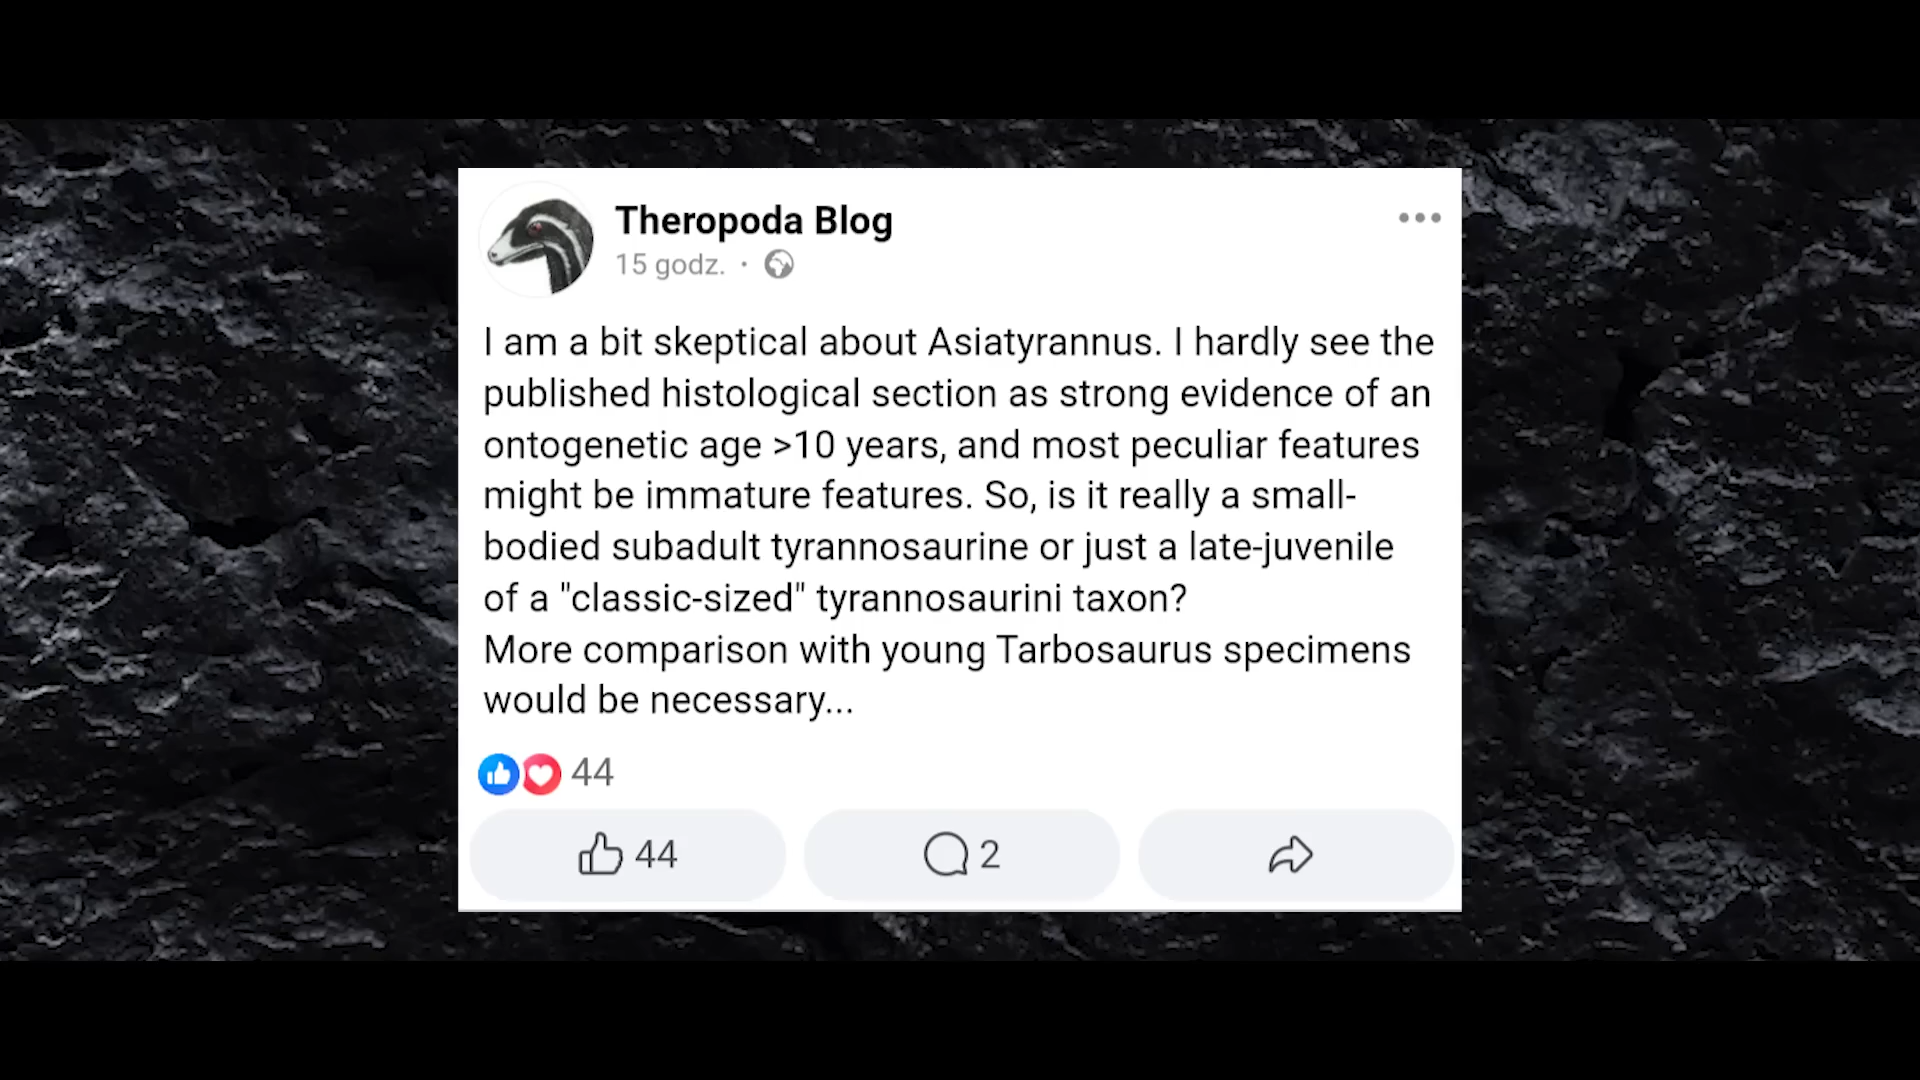 Theropoda Blog
15 godz. ·
I am a bit skeptical about Asiatyrannus. I hardly see the
published histological section as strong evidence of an
ontogenetic age >10 years, and most peculiar features
might be immature features. So, is it really a small-
bodied subadult tyrannosaurine or just a late-juvenile
of a "classic-sized" tyrannosaurini taxon?
More comparison with young Tarbosaurus specimens
would be necessary...
44
44
2